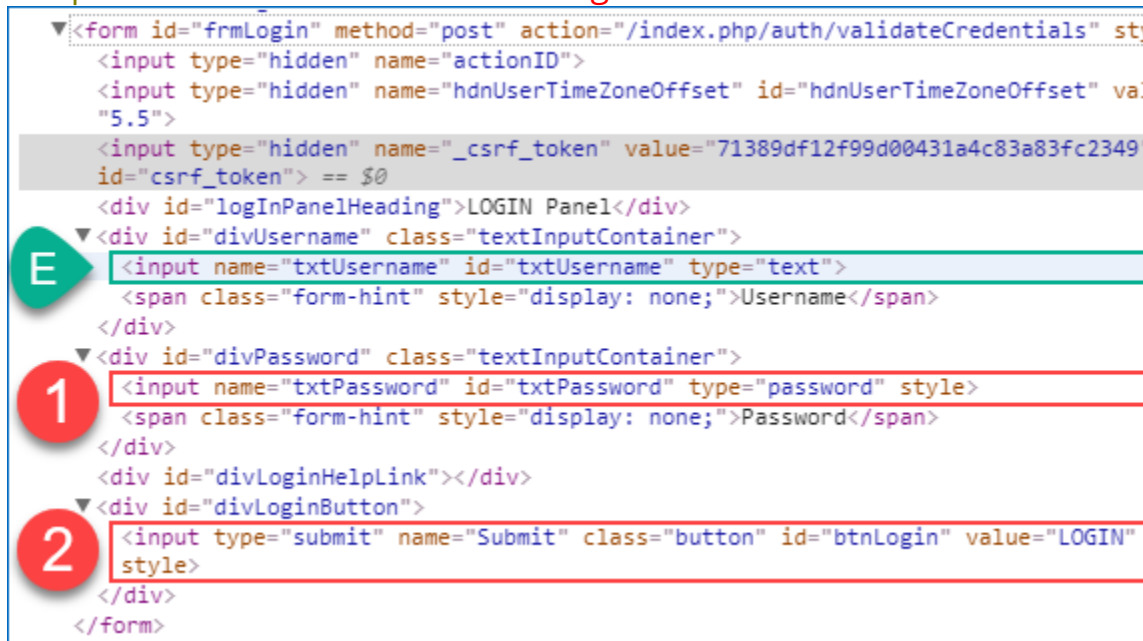 ▼<form id="frmLogin" method="post" action="/index.php/auth/validateCredentials"
<input type="hidden" name="actionID">
<input type="hidden" name="hdnUserTimeZoneOffset" id="hdnUserTimeZoneOffset"
"5.5">
<input type="hidden" name="_csrf_token" value="71389df12f99d00431a4c83a83fc2349"
id="csrf_token"> == $0
<div id="logInPanelHeading">LOGIN Panel</div>
▼<div id="divUsername" class="textInputContainer">
E <input name="txtUsername" id="txtUsername" type="text">
<span class="form-hint" style="display: none;">Username</span>
</div>
▼<div id="divPassword" class="textInputContainer">
1 <input name="txtPassword" id="txtPassword" type="password" style>
<span class="form-hint" style="display: none;">Password</span>
</div>
<div id="divLoginHelpLink"></div>
▼<div id="divLoginButton">
2 <input type="submit" name="Submit" class="button" id="btnLogin" value="LOGIN"
style>
</div>
</form>